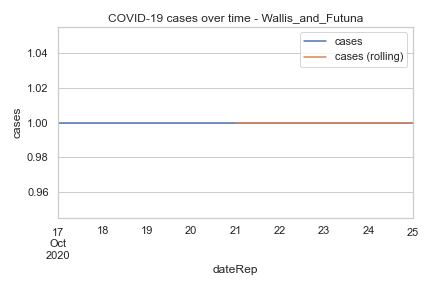 COVID-19 cases over time - Wallis_and_Futuna
cases
cases (rolling)
1.04
1.02
1.00
0.98
0.96
cases
17 18 19 20 21 22 23 24 25
Oct
2020
dateRep